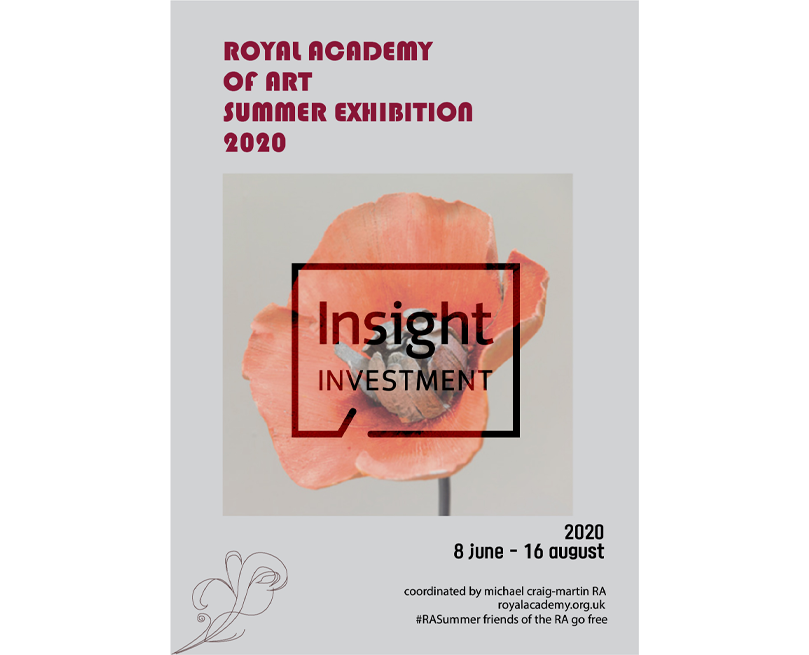 ROYAL ACADEMY
OF ART
SUMMER EXHIBITION
2020
Insight
INVESTMENT
2020
8 june - 16 august
coordinated by michael craig-martin RA
royalacademy.org.uk
#RASummer friends of the RA go free